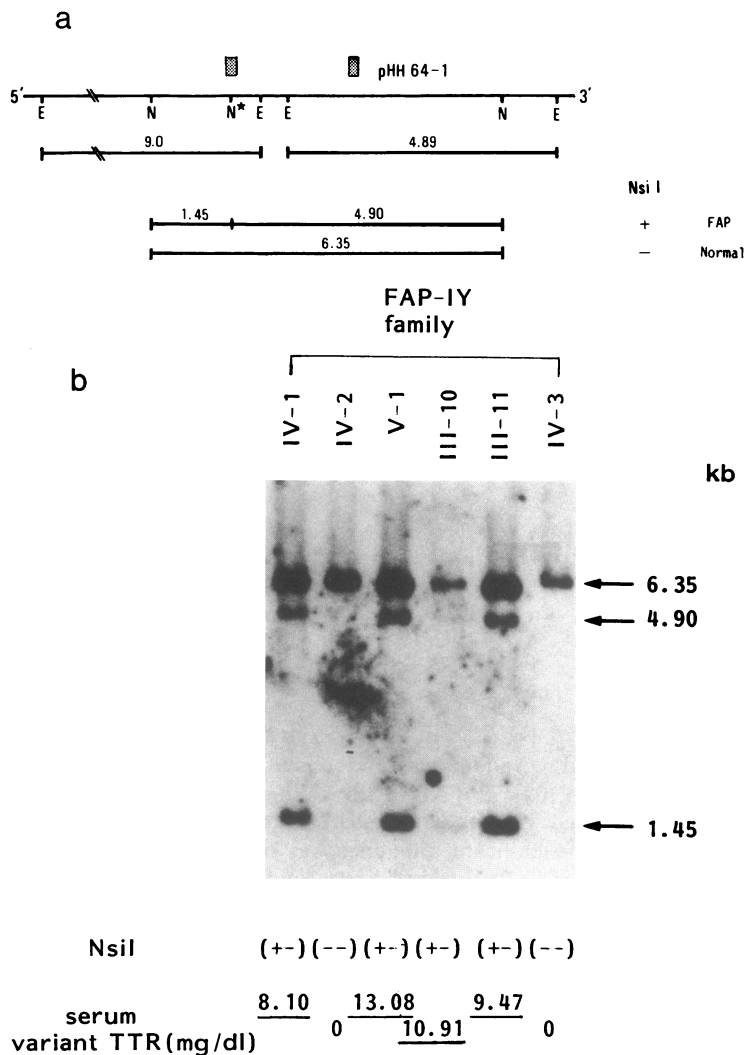 a
pHH 64-1
5' 3'
E N N* E E N E
9.0 4.89
Nsi I
1.45 4.90 + FAP
6.35 − Normal
FAP-IY
family
b
IV-1 IV-2 V-1 III-10 III-11 IV-3
kb
6.35
4.90
1.45
NsiI (+-) (--) (+-) (+-) (+-) (--)
8.10 13.08 9.47
serum 0 10.91 0
variant TTR(mg/dl)